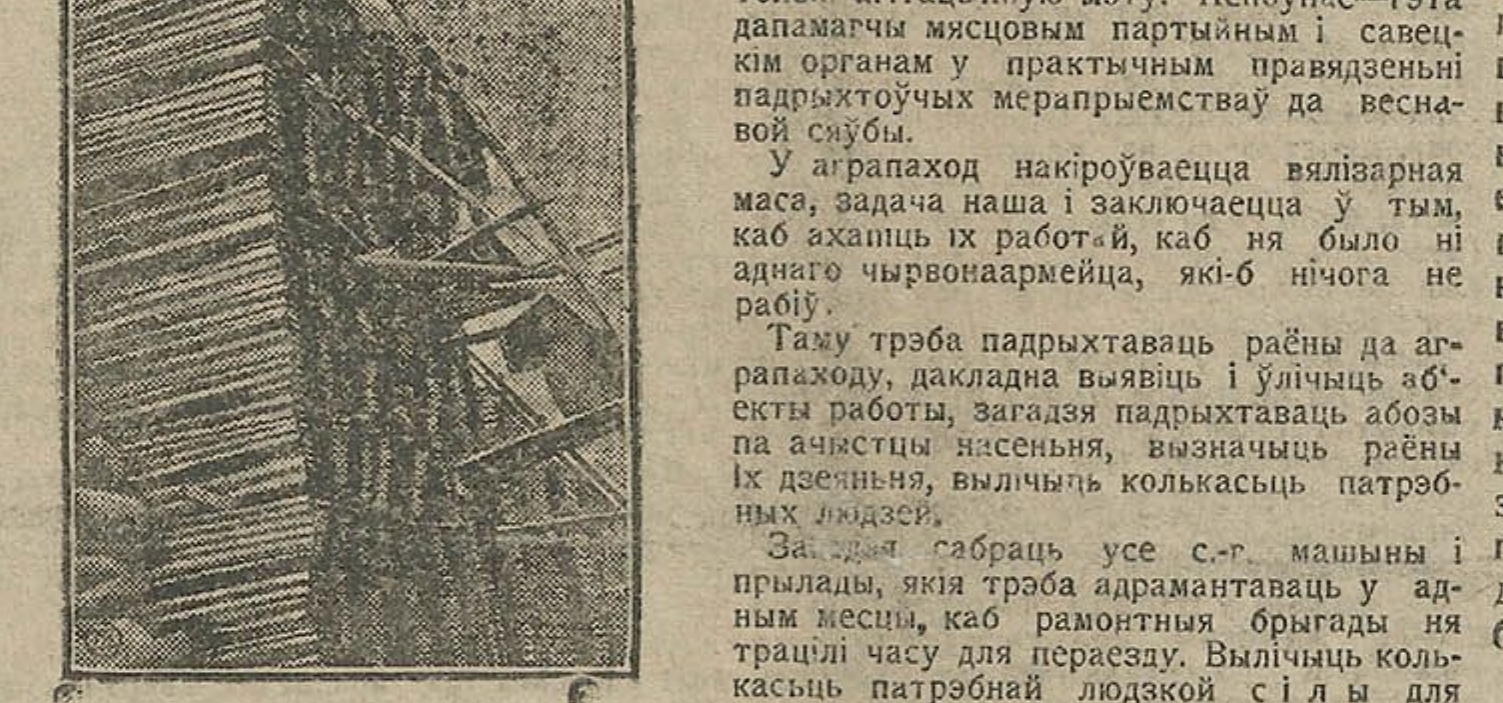 дапамагчы мясцовым партыйным і савец-
кім органам у практычным правядзеньні
падрыхтоўчых мерапрыемстваў да весна-
вой сяўбы.
У аграпаход накіроўваецца вялізарная
маса, задача наша і заключаецца ў тым,
каб ахапіць іх работай, каб ня было ні
аднаго чырвонаармейца, які-б нічога не
рабіў.
Таму трэба падрыхтаваць раёны да аг-
рапаходу, дакладна выявіць і ўлічыць аб‘-
екты работы, загадзя падрыхтаваць абозы
па ачыстцы насеньня, вызначыць раёны
іх дзеяньня, вылічыць колькасьць патрэб-
ных людзей.
сабраць усе с.-г. машыны і
прылады, якія трэба адрамантаваць у ад-
ным месцы, каб рамонтныя брыгады ня
трацілі часу для пераезду. Вылічыць коль-
касьць патрэбнай людзкой сілы для